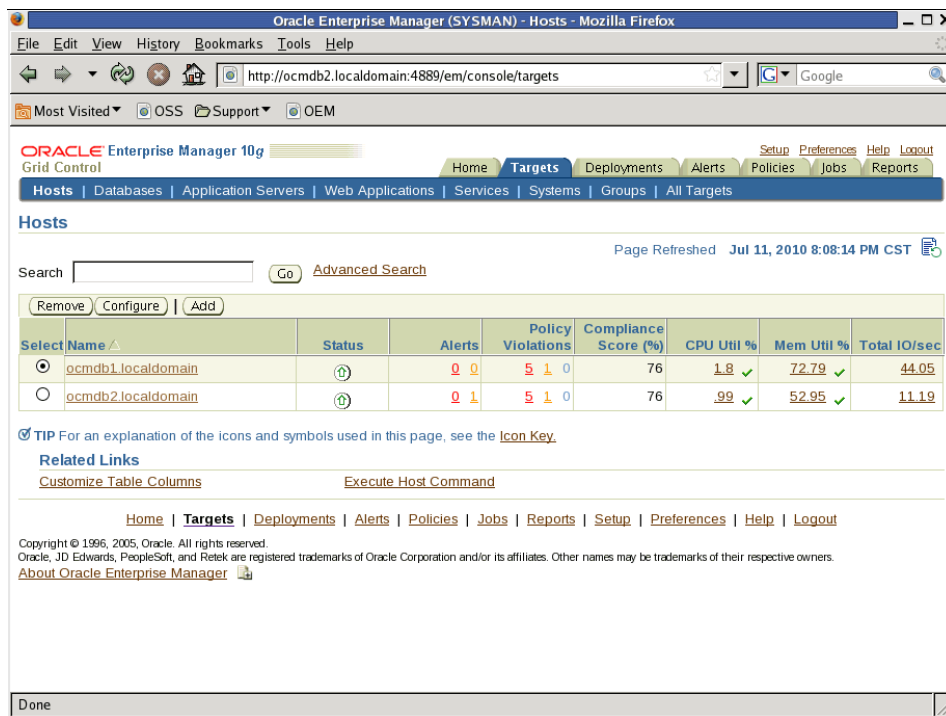 Oracle Enterprise Manager (SYSMAN) - Hosts - Mozilla Firefox
File Edit View History Bookmarks Tools Help
http://ocmdb2.localdomain:4889/em/console/targets G Google
Most Visited OSS Support OEM
ORACLE Enterprise Manager 10g Setup Preferences Help Logout
Grid Control Home Targets Deployments Alerts Policies Jobs Reports
Hosts | Databases | Application Servers | Web Applications | Services | Systems | Groups | All Targets
Hosts
Page Refreshed Jul 11, 2010 8:08:14 PM CST
Search Go Advanced Search
Remove Configure | Add
Select Name Status Alerts Policy Violations Compliance Score (%) CPU Util % Mem Util % Total IO/sec
ocmdb1.localdomain 0 0 5 1 0 76 1.8 72.79 44.05
ocmdb2.localdomain 0 1 5 1 0 76 .99 52.95 11.19
TIP For an explanation of the icons and symbols used in this page, see the Icon Key.
Related Links
Customize Table Columns Execute Host Command
Home | Targets | Deployments | Alerts | Policies | Jobs | Reports | Setup | Preferences | Help | Logout
Copyright © 1996, 2005, Oracle. All rights reserved.
Oracle, JD Edwards, PeopleSoft, and Retek are registered trademarks of Oracle Corporation and/or its affiliates. Other names may be trademarks of their respective owners.
About Oracle Enterprise Manager
Done